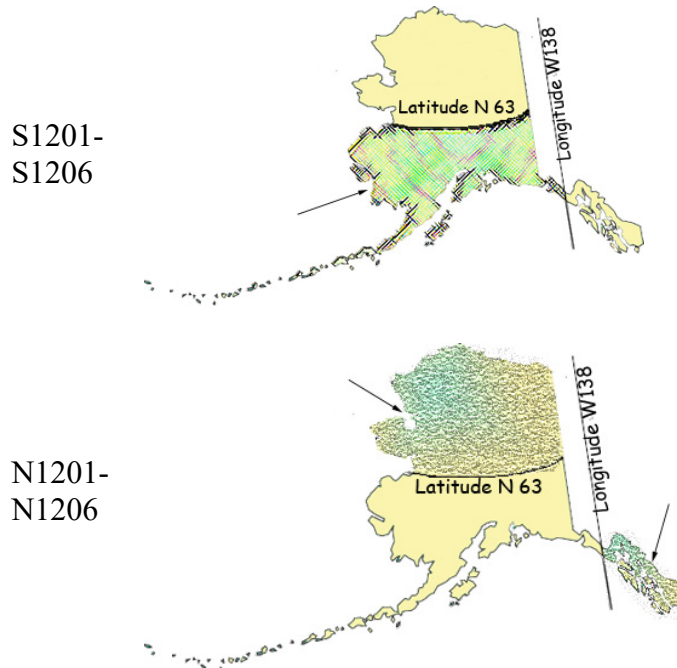 Latitude N 63
Longitude W138
S1201-
S1206
Latitude N 63
Longitude W138
N1201-
N1206